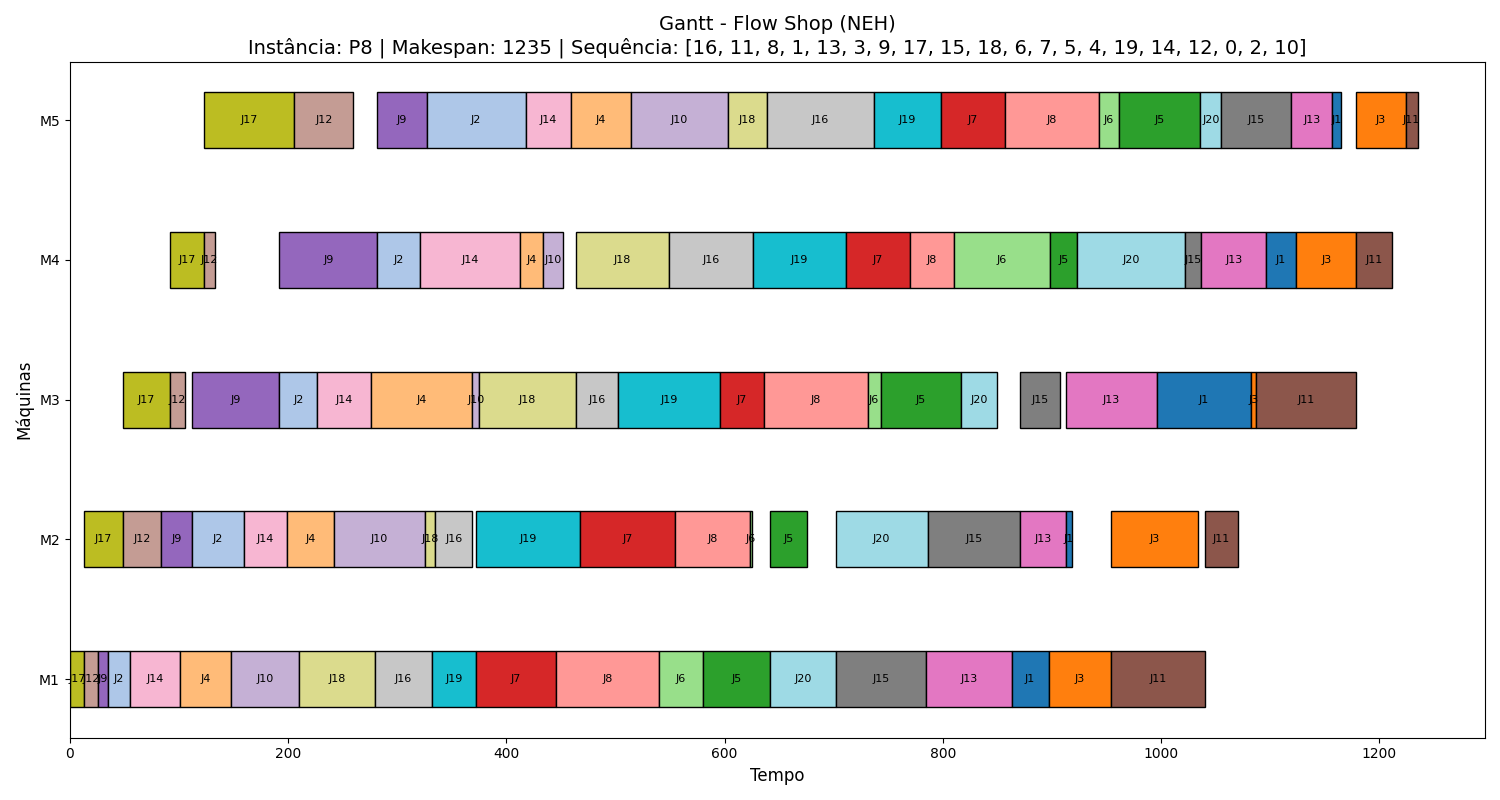 Gantt - Flow Shop (NEH)
Instância: P8 | Makespan: 1235 | Sequência: [16, 11, 8, 1, 13, 3, 9, 17, 15, 18, 6, 7, 5, 4, 19, 14, 12, 0, 2, 10]
M5 J17 J12 J9 J2 J14 J4 J10 J18 J16 J19 J7 J8 J6 J5 J20 J15 J13 J1 J3 J11
M4 J17 J12 J9 J2 J14 J4 J10 J18 J16 J19 J7 J8 J6 J5 J20 J15 J13 J1 J3 J11
M3 J17 J12 J9 J2 J14 J4 J10 J18 J16 J19 J7 J8 J6 J5 J20 J15 J13 J1 J3 J11
Máquinas
M2 J17 J12 J9 J2 J14 J4 J10 J18 J16 J19 J7 J8 J6 J5 J20 J15 J13 J1 J3 J11
M1 J17 J12 J9 J2 J14 J4 J10 J18 J16 J19 J7 J8 J6 J5 J20 J15 J13 J1 J3 J11
0 200 400 600 800 1000 1200
Tempo